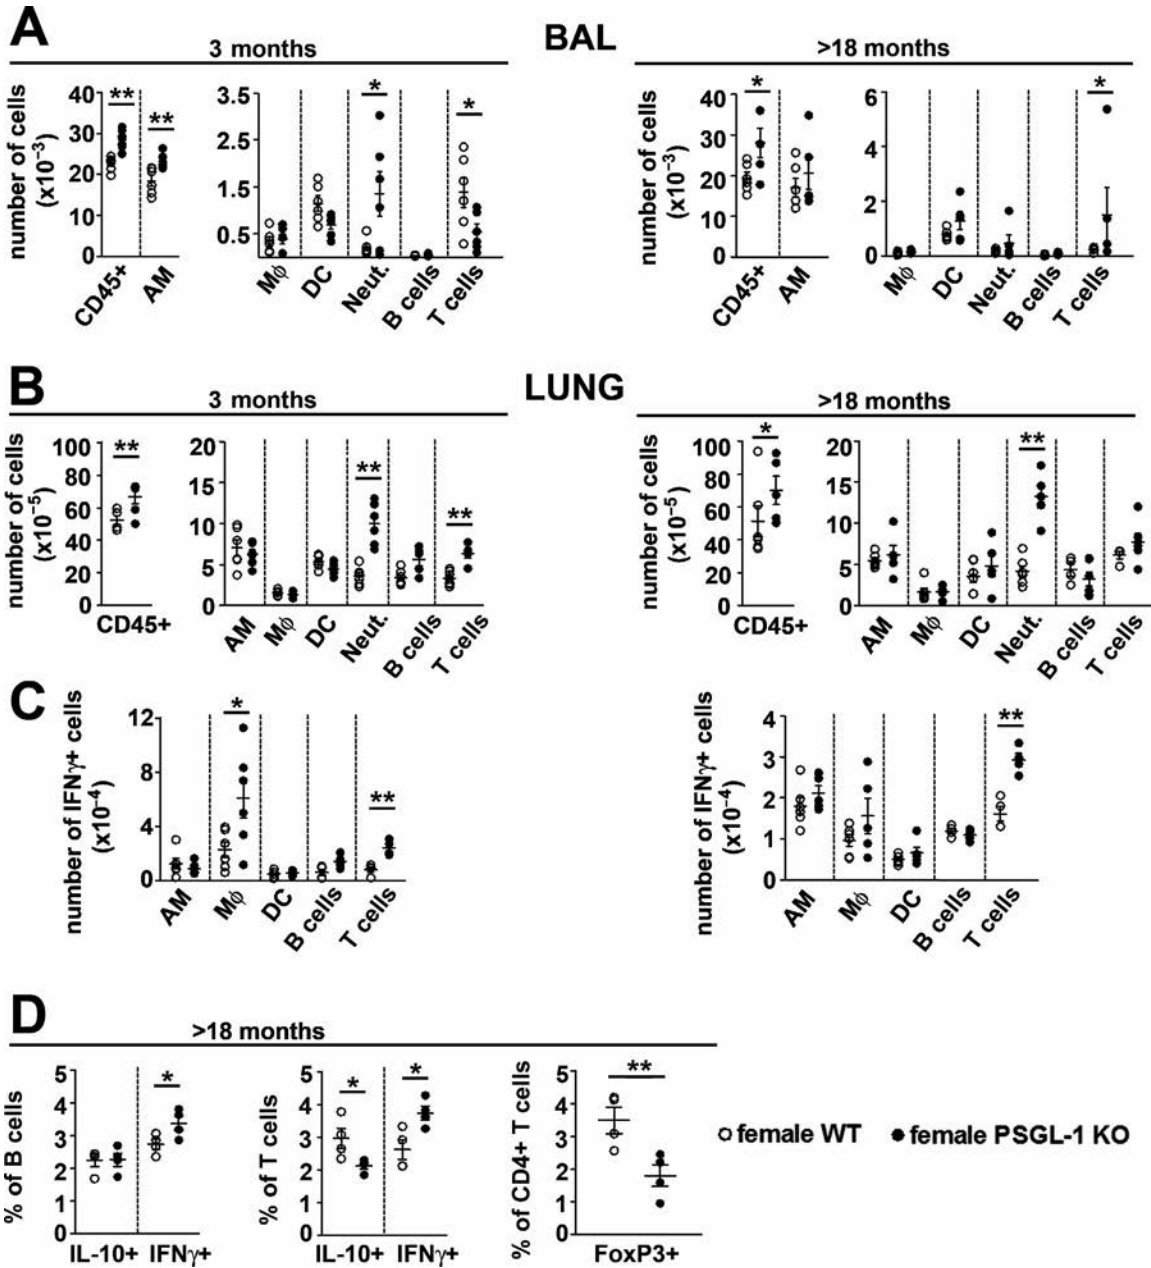 A
BAL
3 months
>18 months
number of cells
(x10⁻³)
40
30
20
10
0
**
**
CD45+
AM
3.5
2.5
1.5
0.5
*
*
Mϕ
DC
Neut.
B cells
T cells
number of cells
(x10⁻³)
40
30
20
10
0
*
CD45+
AM
6
4
2
0
*
Mϕ
DC
Neut.
B cells
T cells
B
LUNG
3 months
>18 months
number of cells
(x10⁻⁵)
100
80
60
40
20
0
**
CD45+
20
15
10
5
0
**
**
AM
Mϕ
DC
Neut.
B cells
T cells
number of cells
(x10⁻⁵)
100
80
60
40
20
0
*
CD45+
20
15
10
5
0
**
AM
Mϕ
DC
Neut.
B cells
T cells
C
number of IFNγ+ cells
(x10⁻⁴)
12
8
4
0
*
**
AM
Mϕ
DC
B cells
T cells
number of IFNγ+ cells
(x10⁻⁴)
4
3
2
1
0
**
AM
Mϕ
DC
B cells
T cells
D
>18 months
% of B cells
5
4
3
2
1
0
*
IL-10+ IFNγ+
% of T cells
5
4
3
2
1
0
*
*
IL-10+ IFNγ+
% of CD4+ T cells
5
4
3
2
1
0
**
FoxP3+
female WT
female PSGL-1 KO